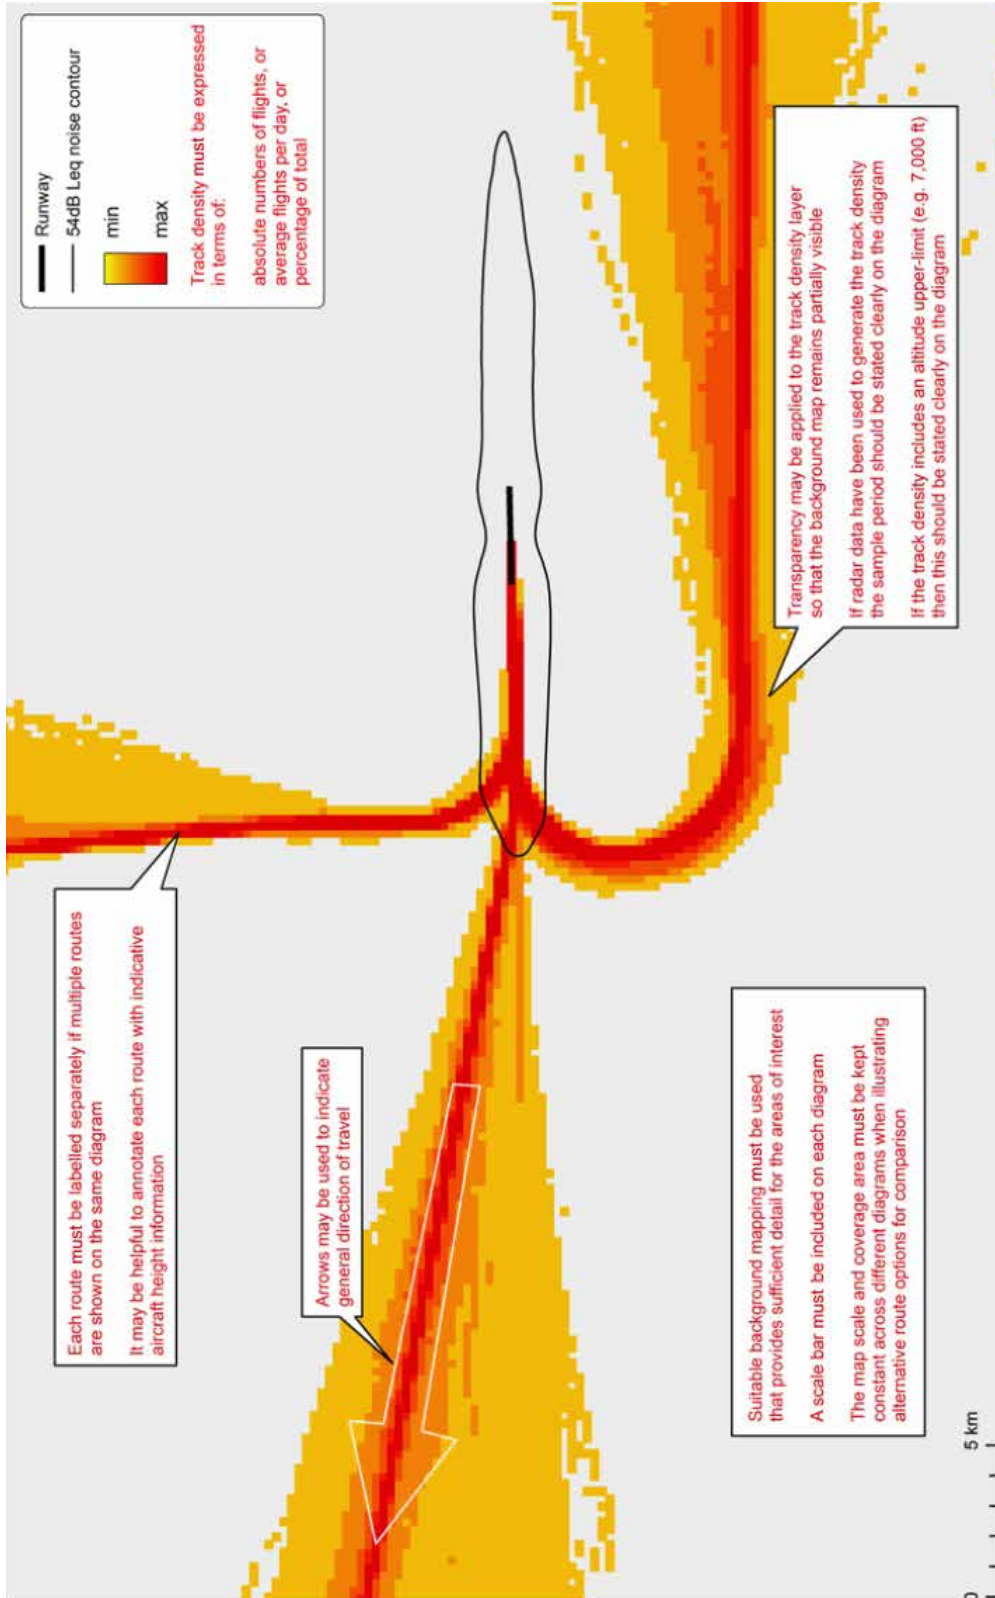 Runway
54dB Leq noise contour
min
max
Track density must be expressed
in terms of:
absolute numbers of flights, or
average flights per day, or
percentage of total
Each route must be labelled separately if multiple routes
are shown on the same diagram
It may be helpful to annotate each route with indicative
aircraft height information
Arrows may be used to indicate
general direction of travel
Transparency may be applied to the track density layer
so that the background map remains partially visible
If radar data have been used to generate the track density
the sample period should be stated clearly on the diagram
If the track density includes an altitude upper-limit (e.g. 7,000 ft)
then this should be stated clearly on the diagram
Suitable background mapping must be used
that provides sufficient detail for the areas of interest
A scale bar must be included on each diagram
The map scale and coverage area must be kept
constant across different diagrams when illustrating
alternative route options for comparison
0 5 km